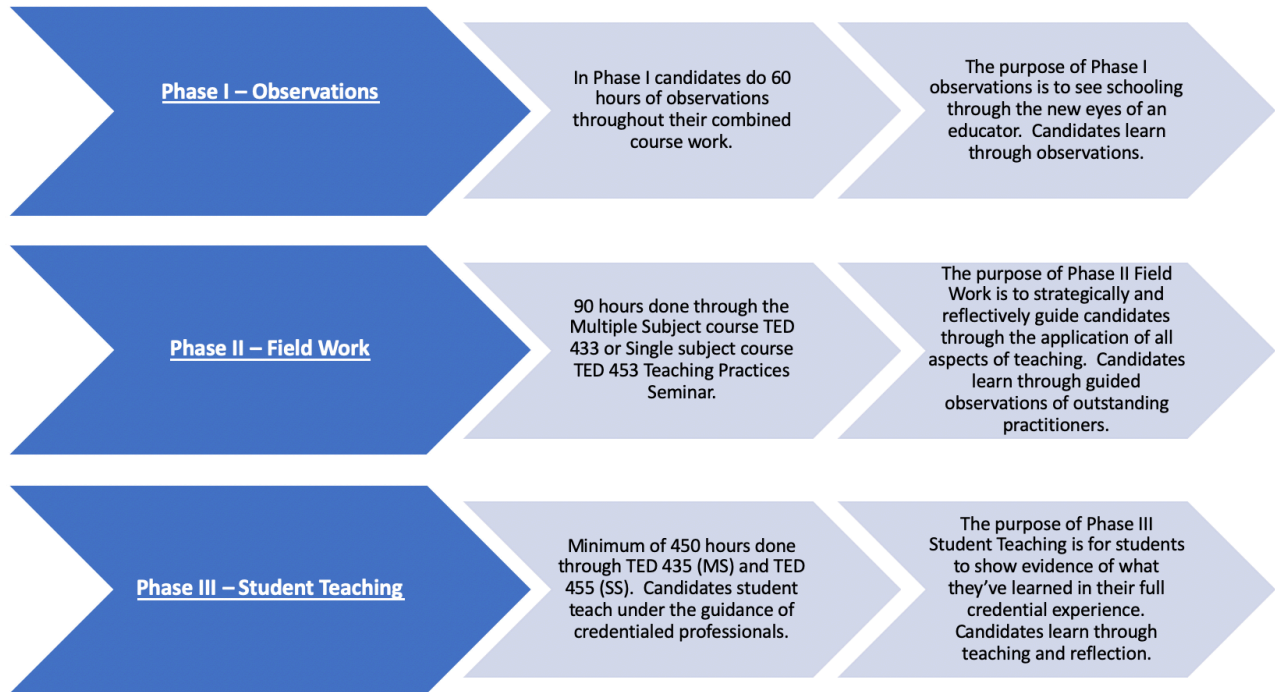 Phase I – Observations
In Phase I candidates do 60
hours of observations
throughout their combined
course work.
The purpose of Phase I
observations is to see schooling
through the new eyes of an
educator.  Candidates learn
through observations.
Phase II – Field Work
90 hours done through the
Multiple Subject course TED
433 or Single subject course
TED 453 Teaching Practices
Seminar.
The purpose of Phase II Field
Work is to strategically and
reflectively guide candidates
through the application of all
aspects of teaching.  Candidates
learn through guided
observations of outstanding
practitioners.
Phase III – Student Teaching
Minimum of 450 hours done
through TED 435 (MS) and TED
455 (SS).  Candidates student
teach under the guidance of
credentialed professionals.
The purpose of Phase III
Student Teaching is for students
to show evidence of what
they've learned in their full
credential experience.
Candidates learn through
teaching and reflection.